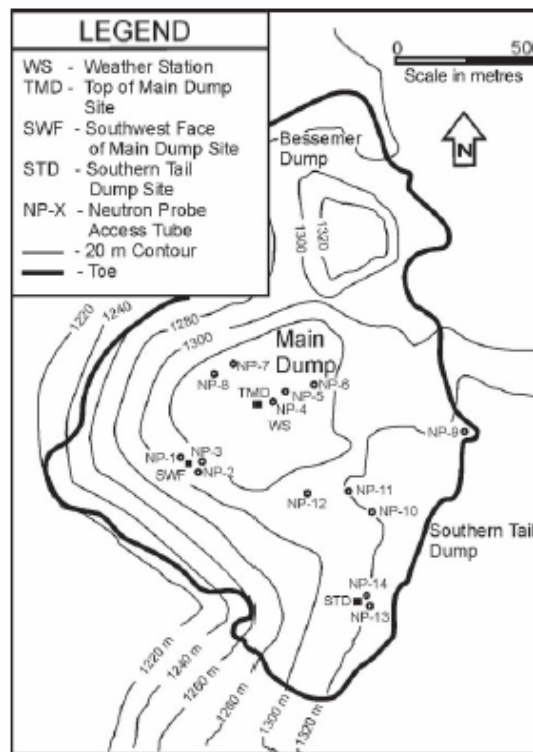 LEGEND
WS - Weather Station
TMD - Top of Main Dump
Site
SWF - Southwest Face
of Main Dump Site
STD - Southern Tail
Dump Site
NP-X - Neutron Probe
Access Tube
- 20 m Contour
- Toe
0 500
Scale in metres
N
Bessemer
Dump
1300
1320
1220
1240
1280
1300
Main
Dump
NP-7
NP-8
NP-6
TMD
NP-5
NP-4
WS
NP-9
NP-1
NP-3
SWF
NP-2
NP-11
NP-12
NP-10
Southern Tail
Dump
NP-14
STD
NP-13
1220 m
1240 m
1260 m
1280 m
1300 m
1320 m